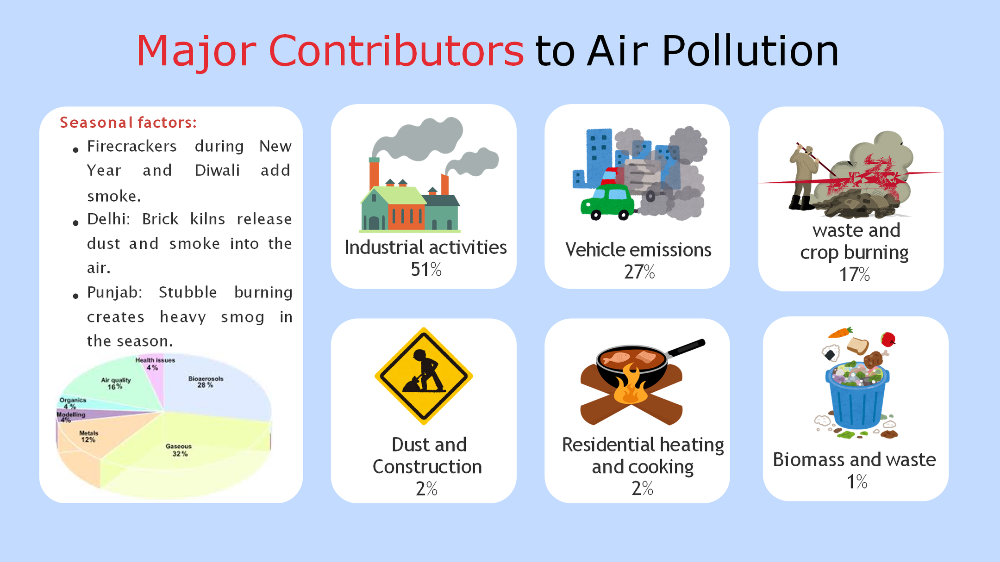 Major Contributors to Air Pollution
Seasonal factors:
• Firecrackers during New
Year and Diwali add
smoke.
• Delhi: Brick kilns release
dust and smoke into the
air.
• Punjab: Stubble burning
creates heavy smog in
the season.
Health issues
4%
Bioaerosols
28%
Air quality
16%
Organics
4%
Modelling
4%
Metals
12%
Gaseous
32%
Industrial activities
51%
Vehicle emissions
27%
waste and
crop burning
17%
Dust and
Construction
2%
Residential heating
and cooking
2%
Biomass and waste
1%